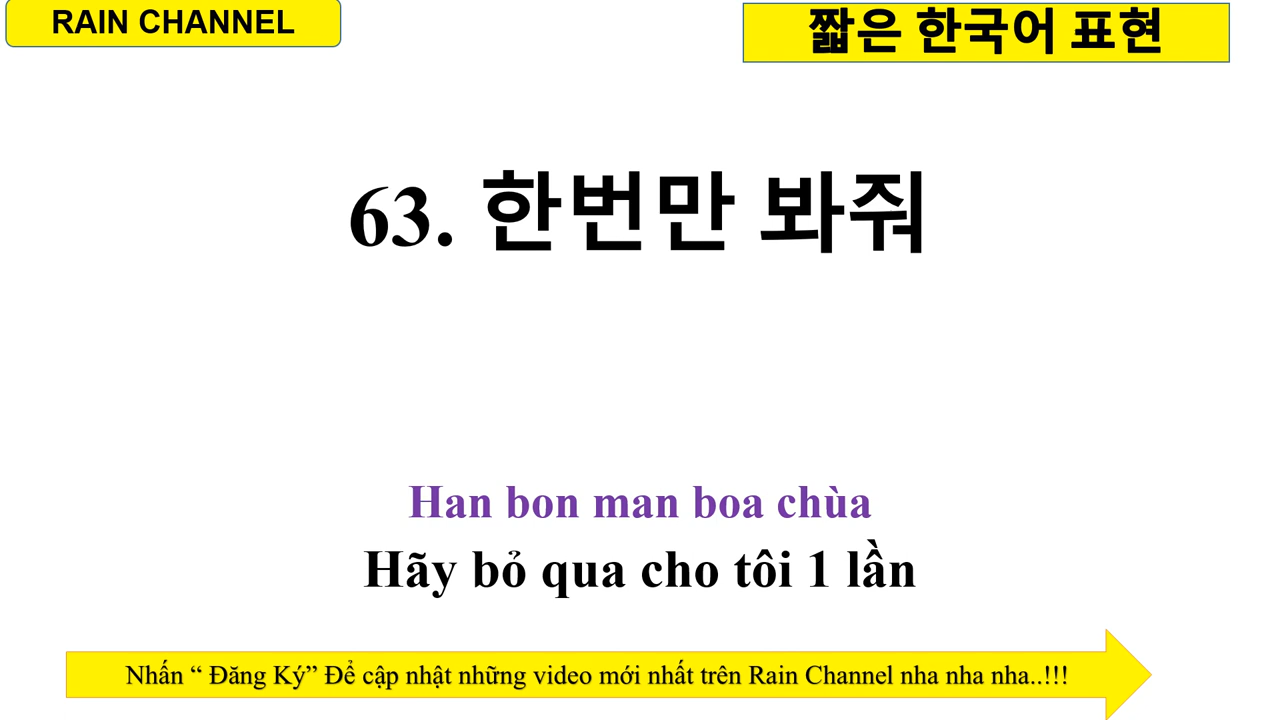 RAIN CHANNEL
짧은 한국어 표현
63. 한번만 봐줘
Han bon man boa chùa
Hãy bỏ qua cho tôi 1 lần
Nhấn “ Đăng Ký” Để cập nhật những video mới nhất trên Rain Channel nha nha nha..!!!